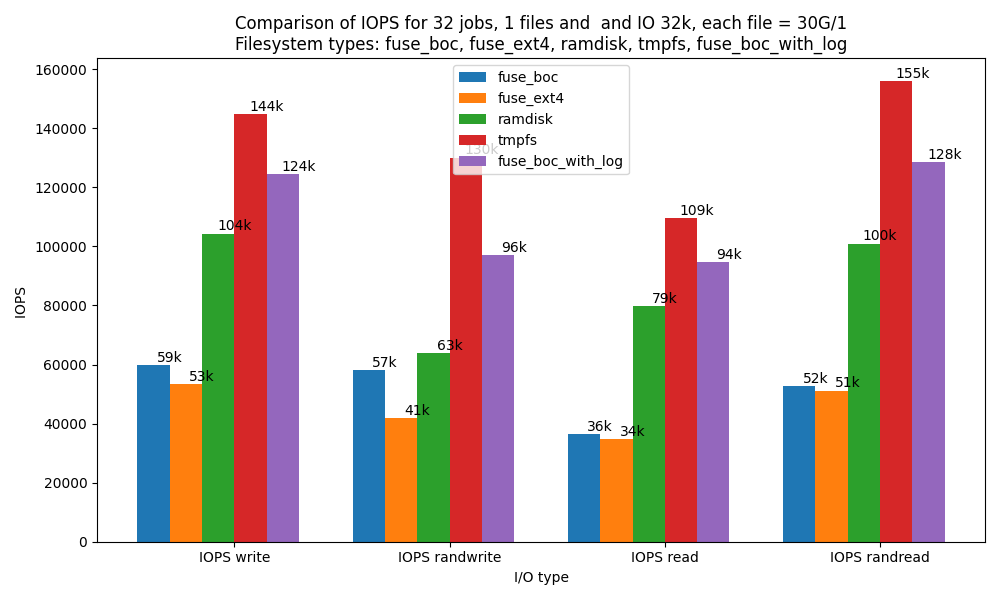 Comparison of IOPS for 32 jobs, 1 files and  and IO 32k, each file = 30G/1
Filesystem types: fuse_boc, fuse_ext4, ramdisk, tmpfs, fuse_boc_with_log
IOPS
160000
140000
120000
100000
80000
60000
40000
20000
0
fuse_boc
fuse_ext4
ramdisk
tmpfs
fuse_boc_with_log
59k
53k
104k
144k
124k
57k
41k
63k
130k
96k
36k
34k
79k
109k
94k
52k
51k
100k
155k
128k
IOPS write
IOPS randwrite
IOPS read
IOPS randread
I/O type